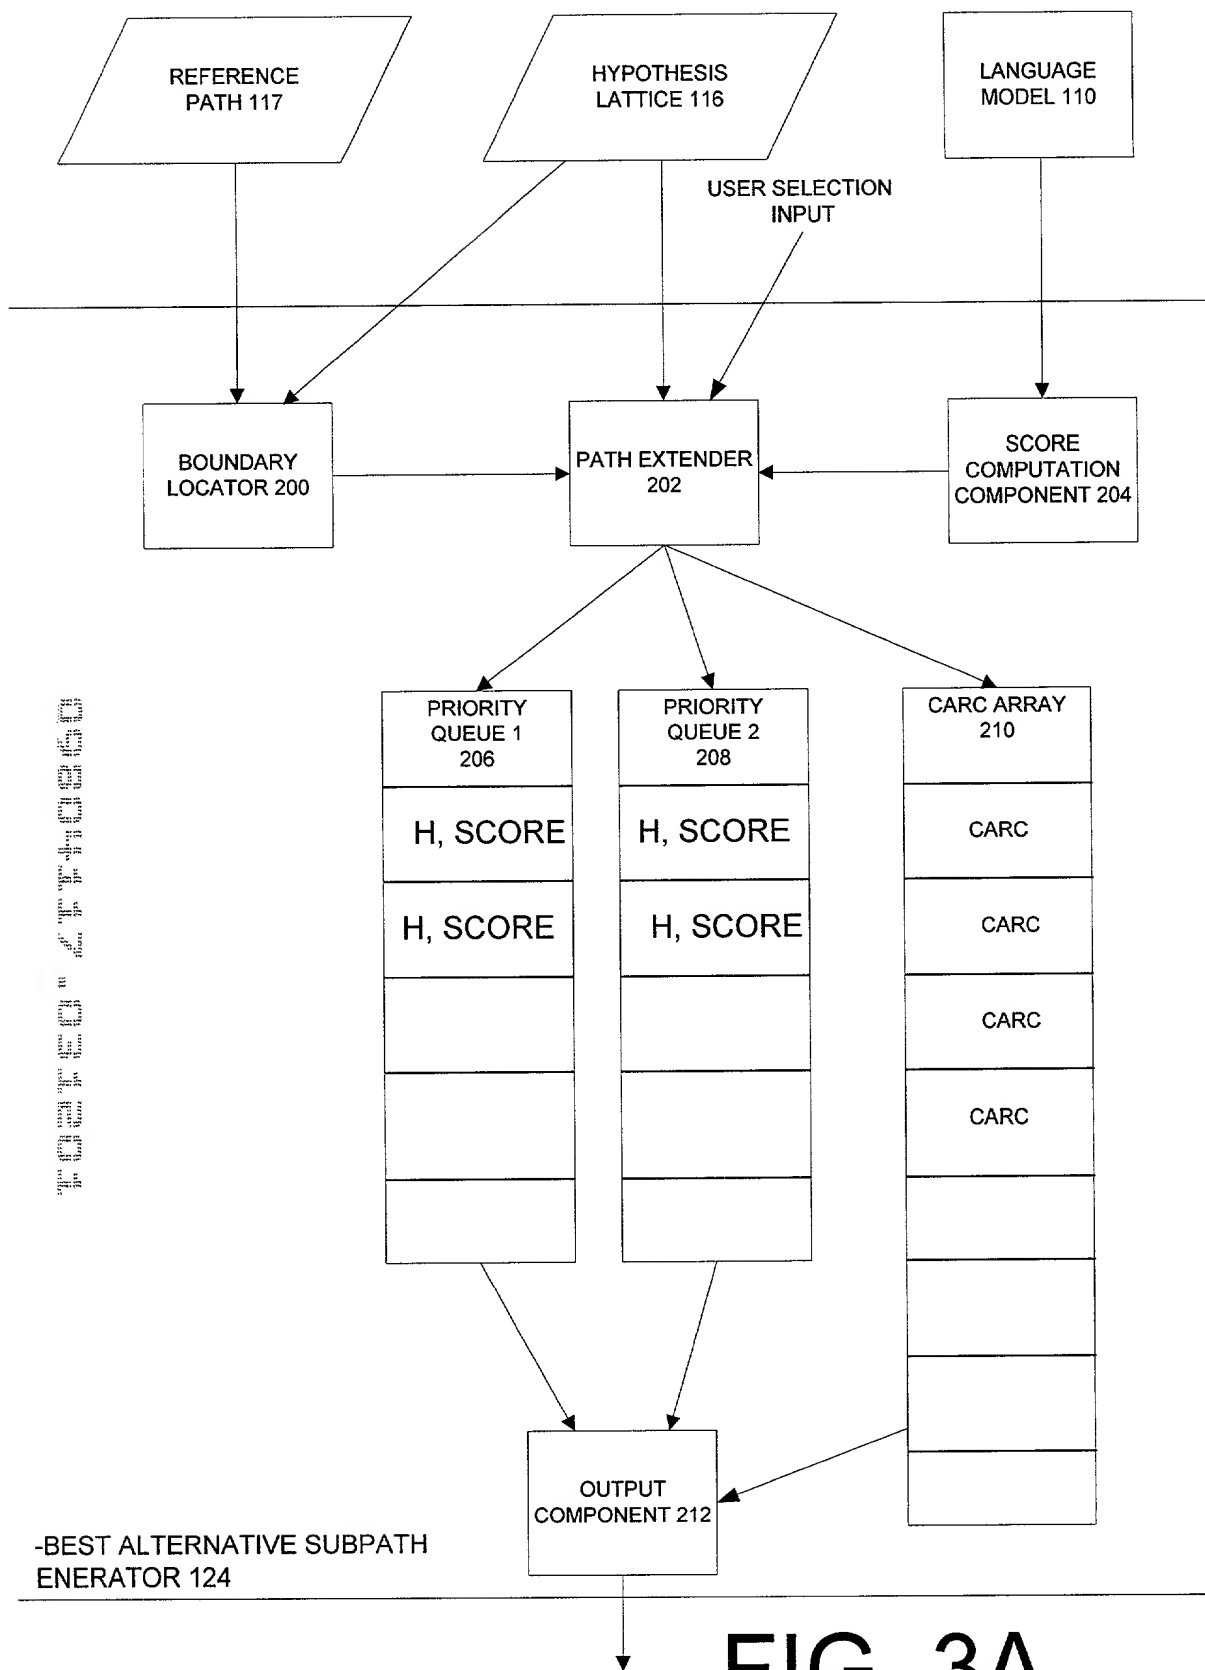 REFERENCE
PATH 117
HYPOTHESIS
LATTICE 116
LANGUAGE
MODEL 110
USER SELECTION
INPUT
BOUNDARY
LOCATOR 200
PATH EXTENDER
202
SCORE
COMPUTATION
COMPONENT 204
PRIORITY
QUEUE 1
206
PRIORITY
QUEUE 2
208
CARC ARRAY
210
H, SCORE
H, SCORE
CARC
H, SCORE
H, SCORE
CARC
CARC
CARC
OUTPUT
COMPONENT 212
-BEST ALTERNATIVE SUBPATH
ENERATOR 124
FIG. 3A